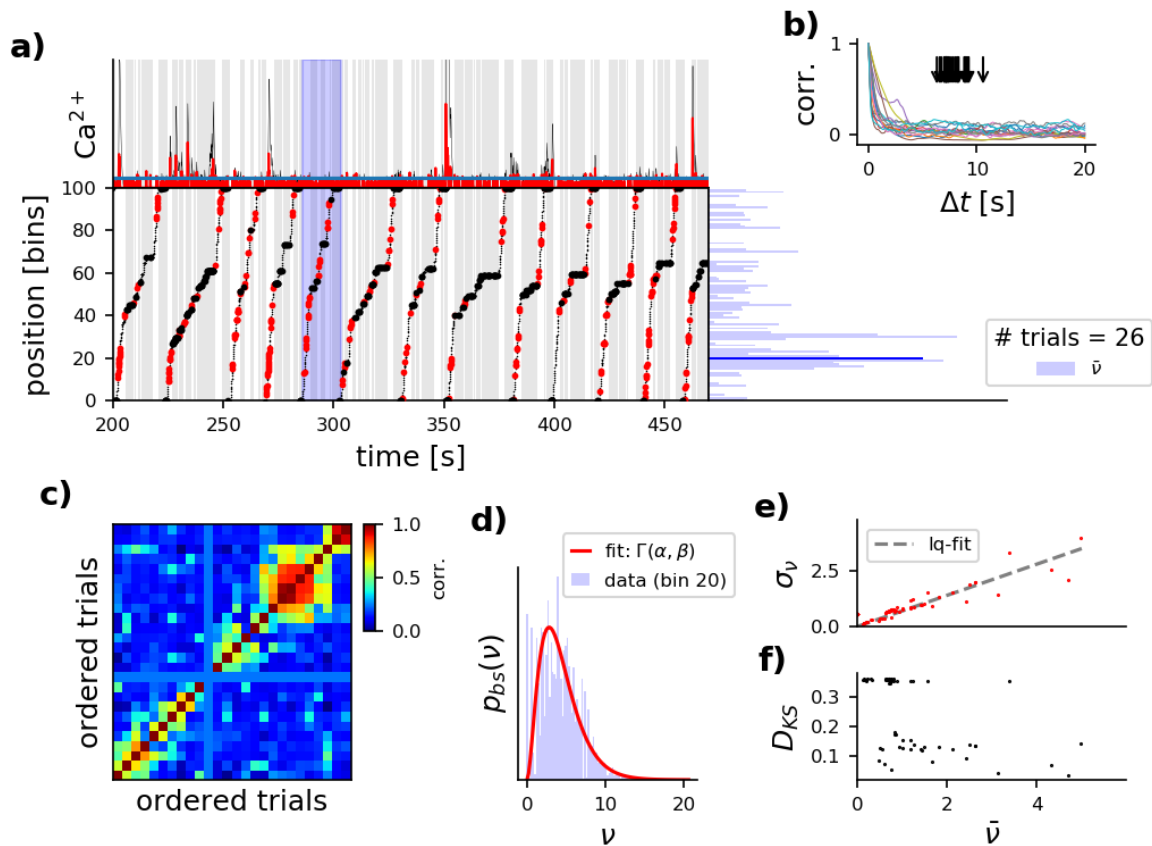 a)
Ca2+
position [bins]
100
80
60
40
20
0
200
250
300
350
400
450
time [s]
b)
corr.
1
0
0
10
20
Δt [s]
# trials = 26
ν̄
c)
ordered trials
ordered trials
1.0
0.5
0.0
corr.
d)
fit: Γ(α, β)
data (bin 20)
p_bs(ν)
0
10
20
ν
e)
lq-fit
σ_ν
2.5
0.0
f)
D_KS
0.3
0.2
0.1
0
2
4
ν̄